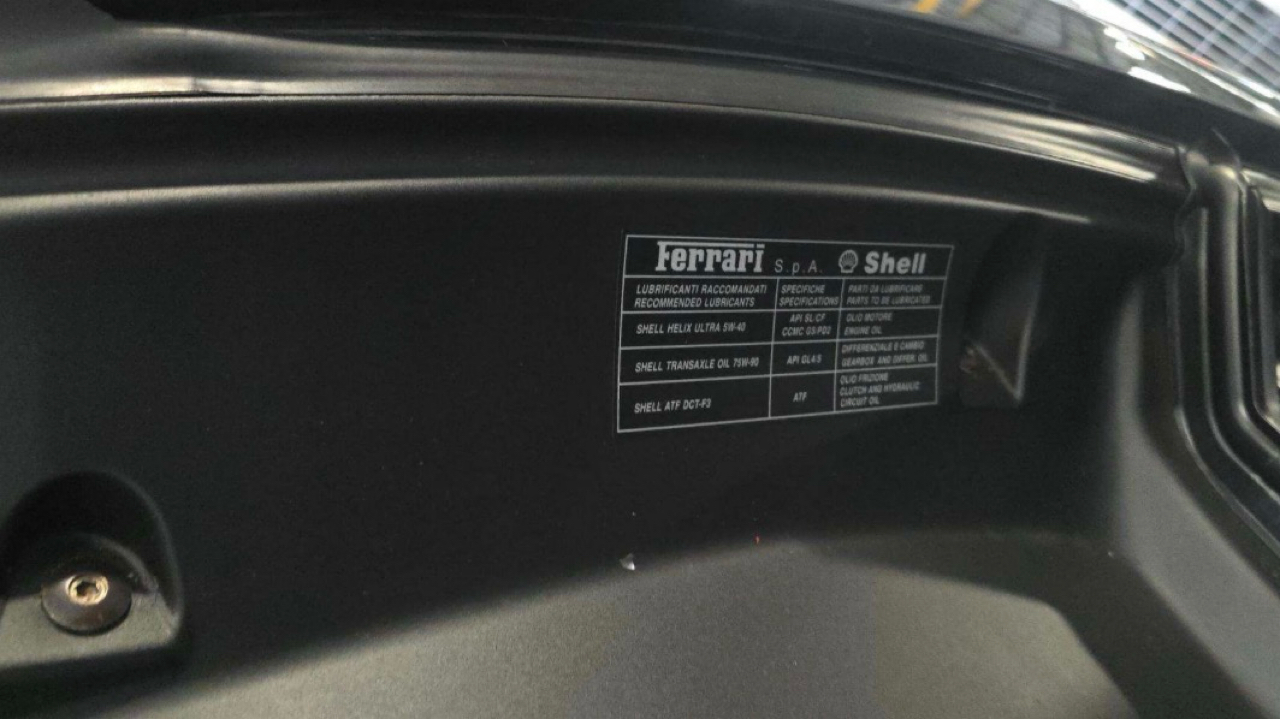 Ferrari S.p.A. Shell
LUBRIFICANTI RACCOMANDATI
RECOMMENDED LUBRICANTS
SPECIFICHE
SPECIFICATIONS
PARTI DA LUBRIFICARE
PARTS TO BE LUBRICATED
SHELL HELIX ULTRA 5W-40
API SL/CF
CCMC G5/PD2
OLIO MOTORE
ENGINE OIL
SHELL TRANSAXLE OIL 75W-90
API GL4/5
DIFFERENZIALE E CAMBIO
GEARBOX AND DIFFER. OIL
SHELL ATF DCT-F3
ATF
OLIO FRIZIONE
CLUTCH AND HYDRAULIC
CIRCUIT OIL